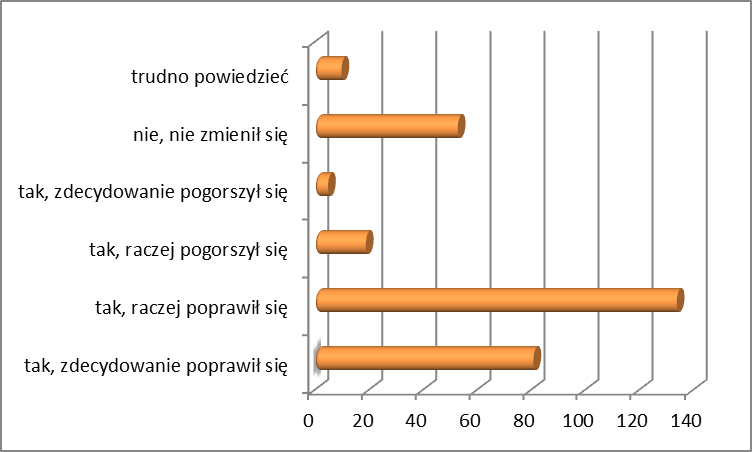 trudno powiedzieć
nie, nie zmienił się
tak, zdecydowanie pogorszył się
tak, raczej pogorszył się
tak, raczej poprawił się
tak, zdecydowanie poprawił się
0 20 40 60 80 100 120 140